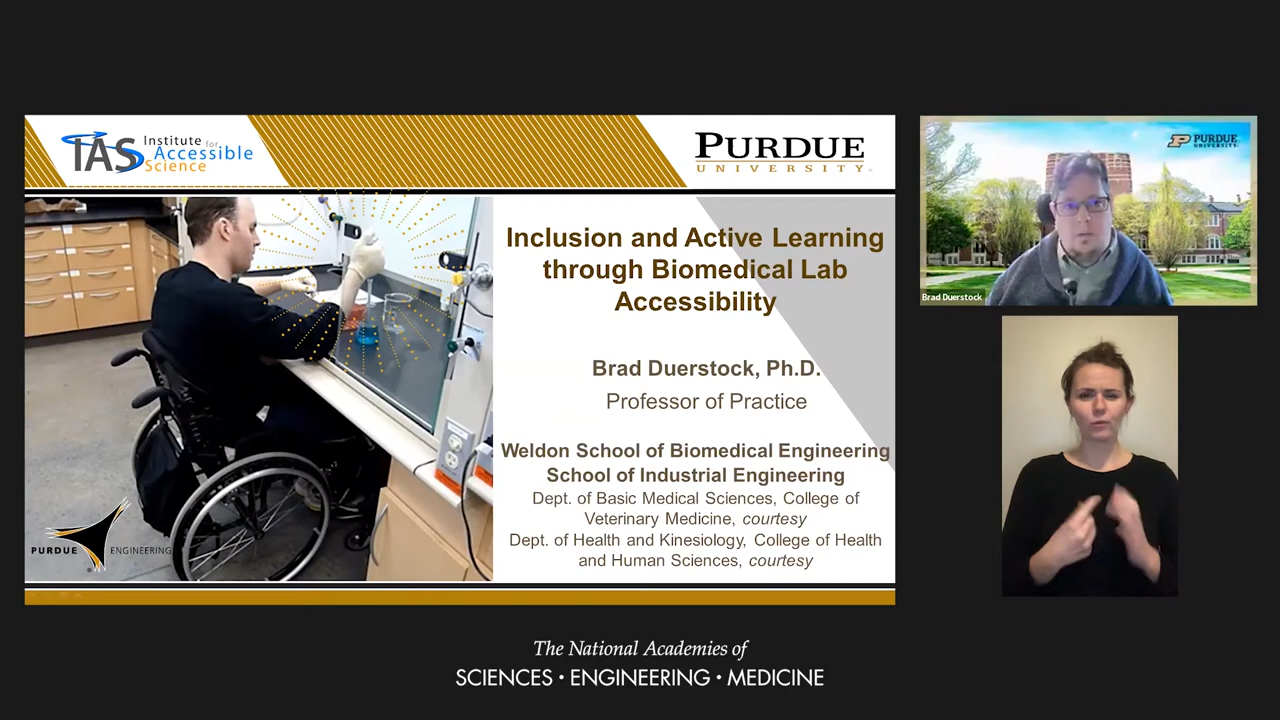 IAS Institute for
Accessible
Science
PURDUE
UNIVERSITY
Inclusion and Active Learning
through Biomedical Lab
Accessibility
Brad Duerstock, Ph.D.
Professor of Practice
Weldon School of Biomedical Engineering
School of Industrial Engineering
Dept. of Basic Medical Sciences, College of
Veterinary Medicine, courtesy
Dept. of Health and Kinesiology, College of Health
and Human Sciences, courtesy
PURDUE ENGINEERING
P PURDUE
UNIVERSITY
Brad Duerstock
The National Academies of
SCIENCES • ENGINEERING • MEDICINE